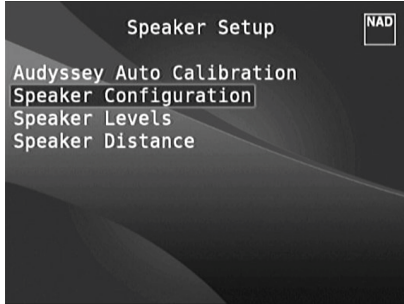 Speaker Setup
NAD
Audyssey Auto Calibration
Speaker Configuration
Speaker Levels
Speaker Distance